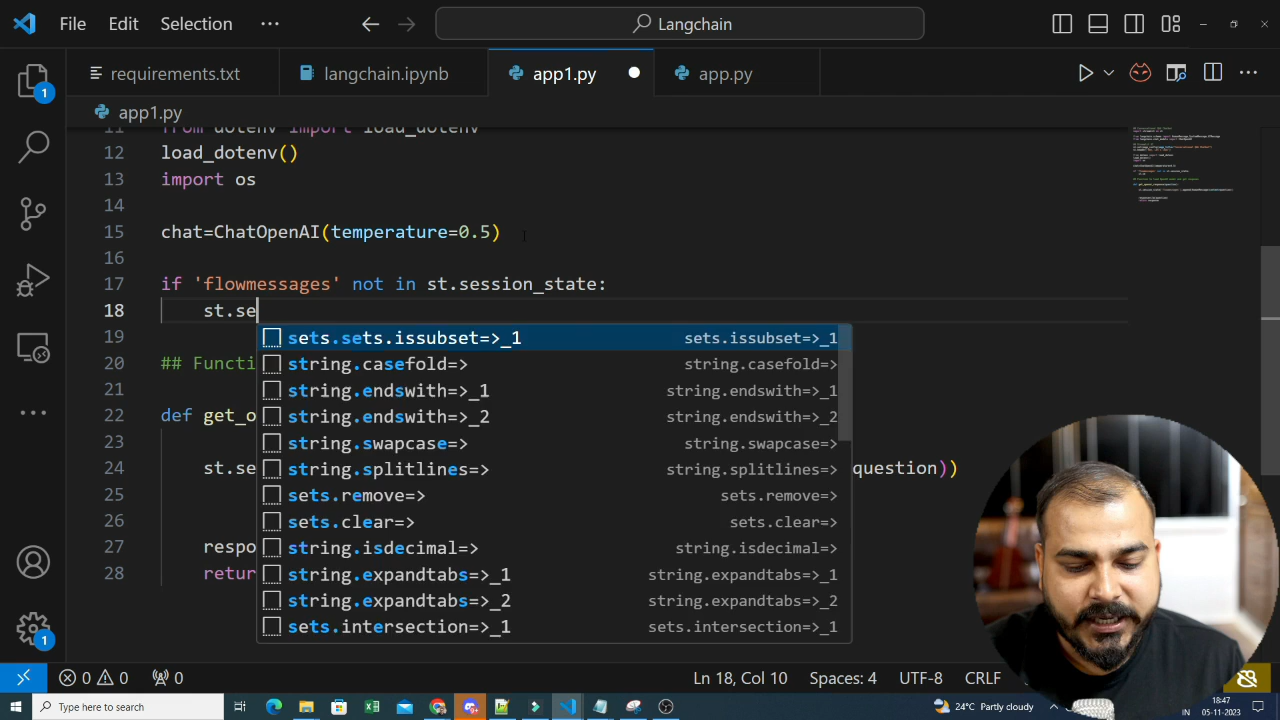 File Edit Selection ··· Langchain
requirements.txt langchain.ipynb app1.py app.py
app1.py
11 from dotenv import load_dotenv
12 load_dotenv()
13 import os
14
15 chat=ChatOpenAI(temperature=0.5)
16
17 if 'flowmessages' not in st.session_state:
18 st.se
sets.sets.issubset=>_1 sets.issubset=>_1
19
string.casefold=> string.casefold=>
20 ## Functi
string.endswith=>_1 string.endswith=>_1
21
22 def get_o
string.endswith=>_2 string.endswith=>_2
23
string.swapcase=> string.swapcase=>
24 st.se question))
string.splitlines=> string.splitlines=>
25
sets.remove=> sets.remove=>
26
sets.clear=> sets.clear=>
27 respo
string.isdecimal=> string.isdecimal=>
28 retur
string.expandtabs=>_1 string.expandtabs=>_1
string.expandtabs=>_2 string.expandtabs=>_2
sets.intersection=>_1 sets.intersection=>_1
1
1
0 0 0 Ln 18, Col 10 Spaces: 4 UTF-8 CRLF
Type here to search 24°C Partly cloudy IN 18:47
05-11-2023